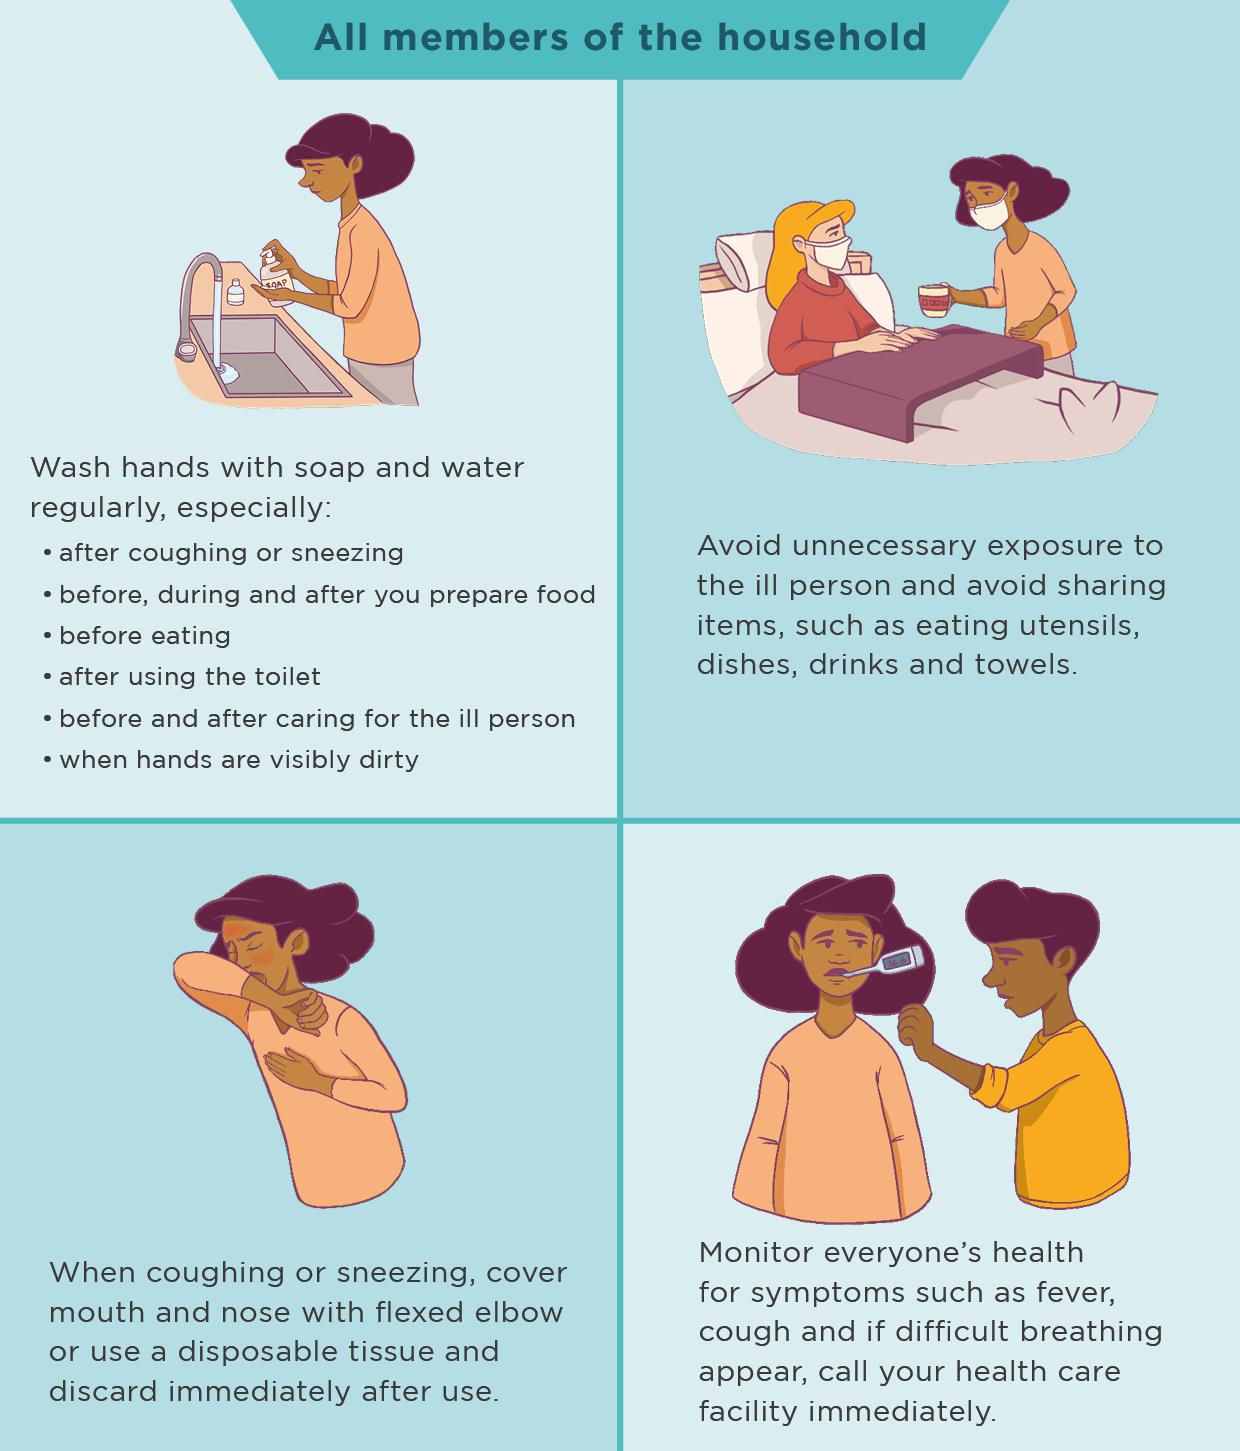 All members of the household
SOAP
Wash hands with soap and water
regularly, especially:
• after coughing or sneezing
• before, during and after you prepare food
• before eating
• after using the toilet
• before and after caring for the ill person
• when hands are visibly dirty
Avoid unnecessary exposure to
the ill person and avoid sharing
items, such as eating utensils,
dishes, drinks and towels.
When coughing or sneezing, cover
mouth and nose with flexed elbow
or use a disposable tissue and
discard immediately after use.
36.6
Monitor everyone’s health
for symptoms such as fever,
cough and if difficult breathing
appear, call your health care
facility immediately.